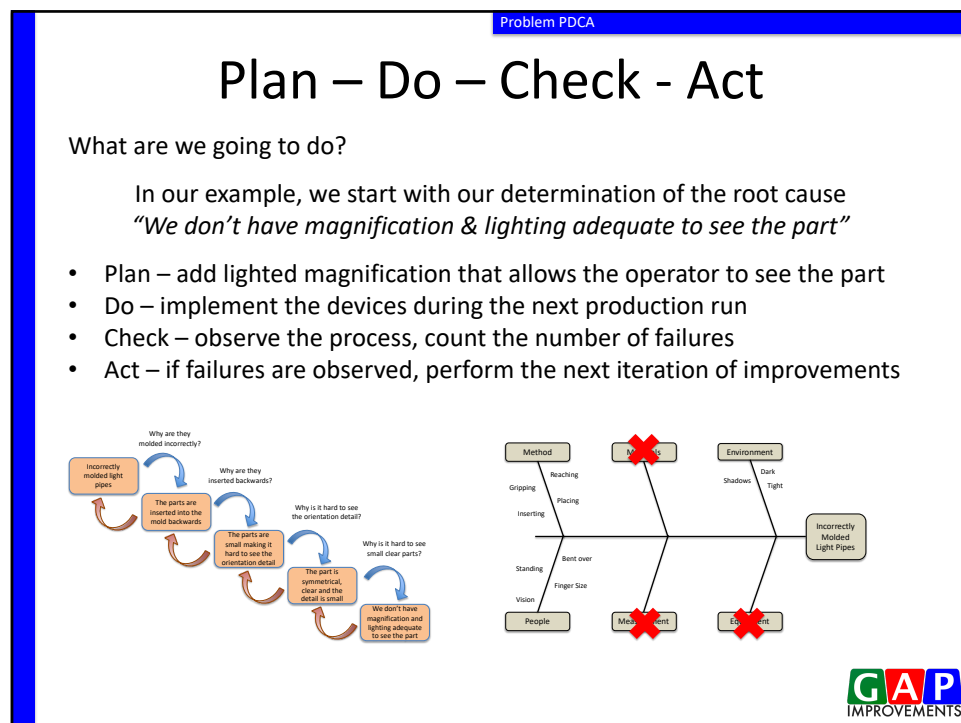 Problem PDCA
Plan – Do – Check - Act
What are we going to do?
In our example, we start with our determination of the root cause
“We don’t have magnification & lighting adequate to see the part”
• Plan – add lighted magnification that allows the operator to see the part
• Do – implement the devices during the next production run
• Check – observe the process, count the number of failures
• Act – if failures are observed, perform the next iteration of improvements
Why are they
molded incorrectly?
Incorrectly
molded light
pipes
Why are they
inserted backwards?
The parts are
inserted into the
mold backwards
Why is it hard to see
the orientation detail?
The parts are
small making it
hard to see the
orientation detail
Why is it hard to see
small clear parts?
The part is
symmetrical,
clear and the
detail is small
We don’t have
magnification and
lighting adequate
to see the part
Method
Environment
Reaching
Gripping
Placing
Inserting
Dark
Shadows
Tight
Incorrectly
Molded
Light Pipes
Bent over
Standing
Finger Size
Vision
People
GAP
IMPROVEMENTS